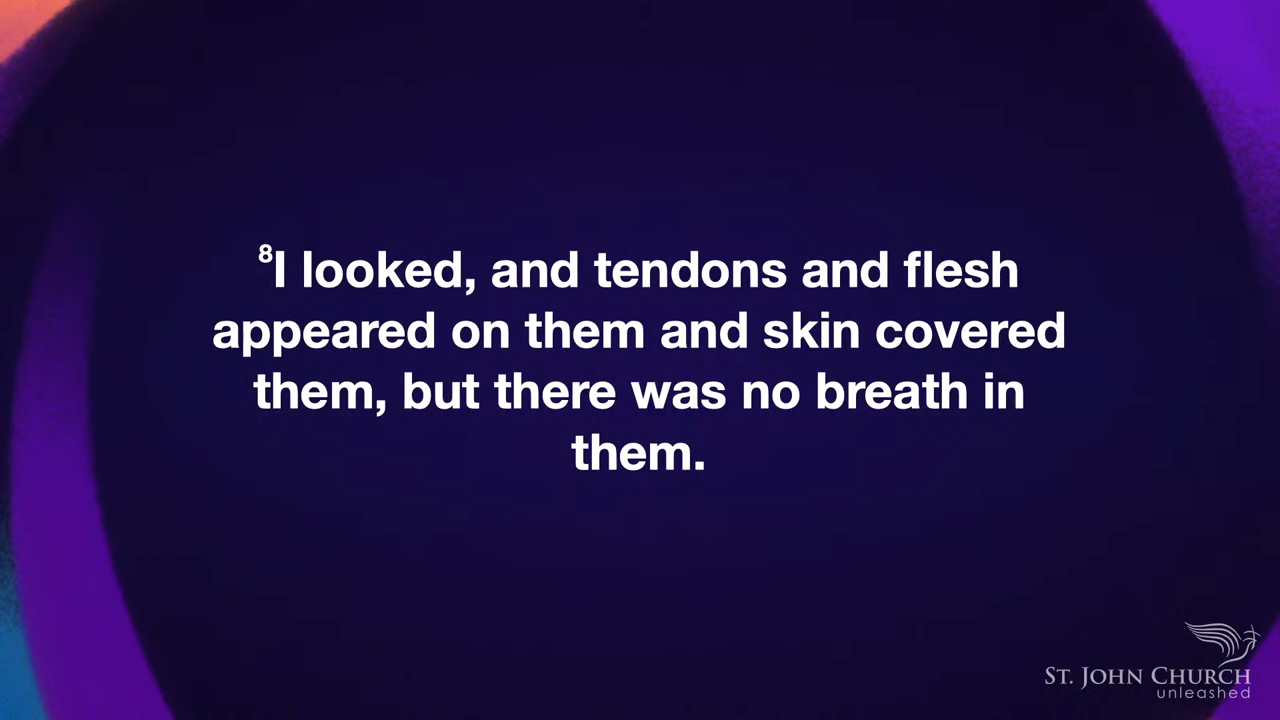 ⁸I looked, and tendons and flesh
appeared on them and skin covered
them, but there was no breath in
them.
St. John Church
unleashed